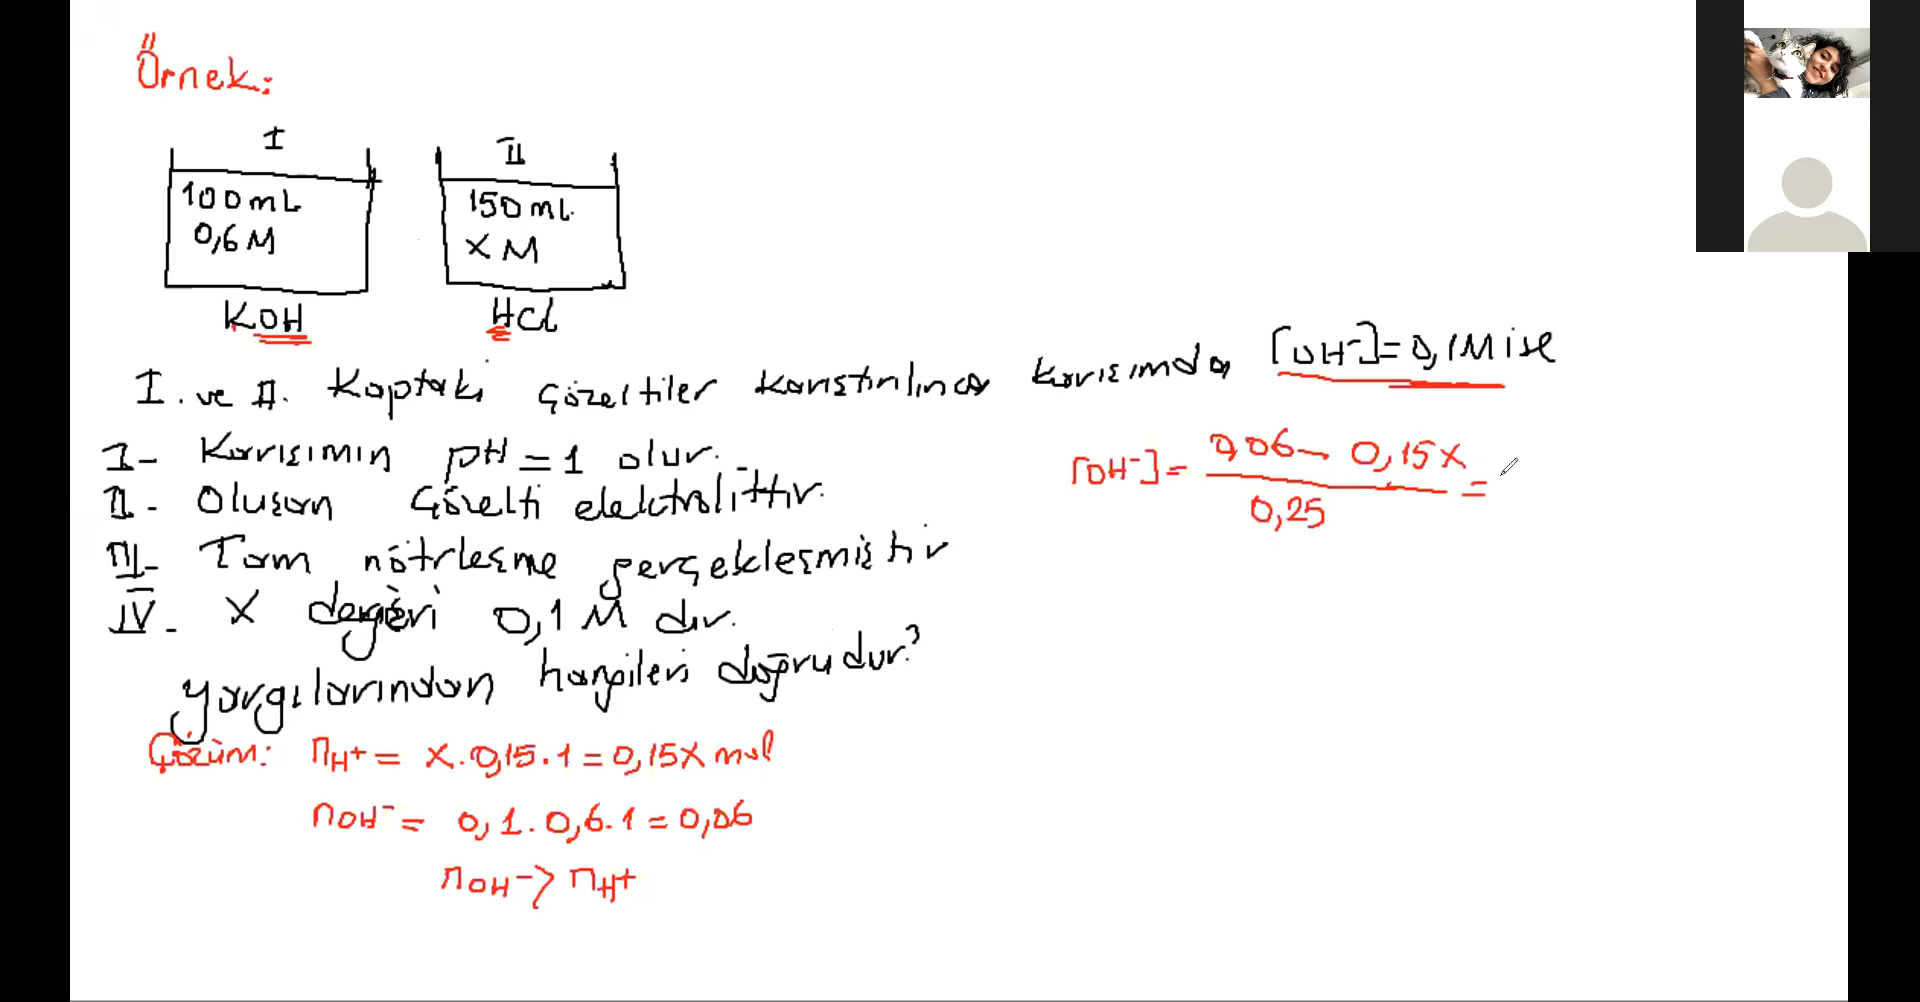 Örnek:
I
II
100 mL
0,6 M
150 mL
X M
KOH
HCl
I. ve II. Kaptaki çözeltiler karıştırılınca karışımda [OH⁻]=0,1M ise
I- Karışımın pH=1 olur.
II- Oluşan çözelti elektrolittir.
III- Tam nötrleşme gerçekleşmiştir
IV- X değeri 0,1 M dır.
yargılarından hangileri doğrudur?
Çözüm: nH⁺ = X.0,15.1=0,15X mol
nOH⁻ = 0,1.0,6.1=0,06
nOH⁻ > nH⁺
[OH⁻]= 0,06 - 0,15X =
0,25